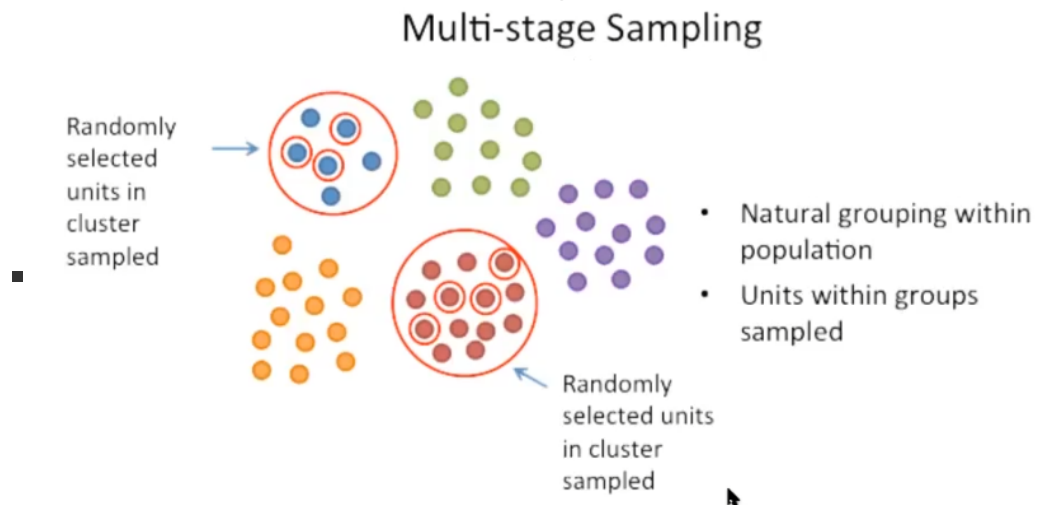 Multi-stage Sampling
Randomly
selected
units in
cluster
sampled
• Natural grouping within
population
• Units within groups
sampled
Randomly
selected units
in cluster
sampled